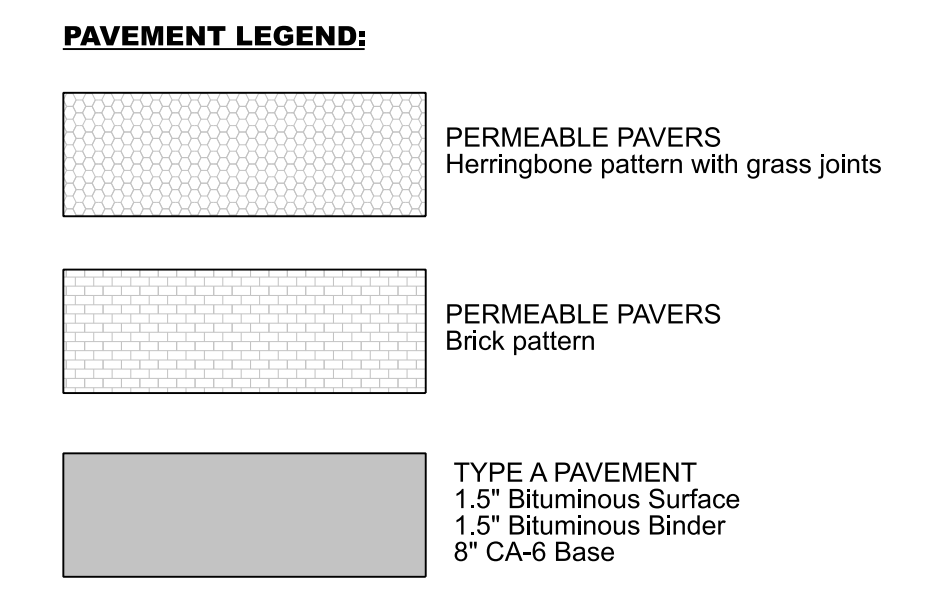 PAVEMENT LEGEND:
PERMEABLE PAVERS
Herringbone pattern with grass joints
PERMEABLE PAVERS
Brick pattern
TYPE A PAVEMENT
1.5" Bituminous Surface
1.5" Bituminous Binder
8" CA-6 Base